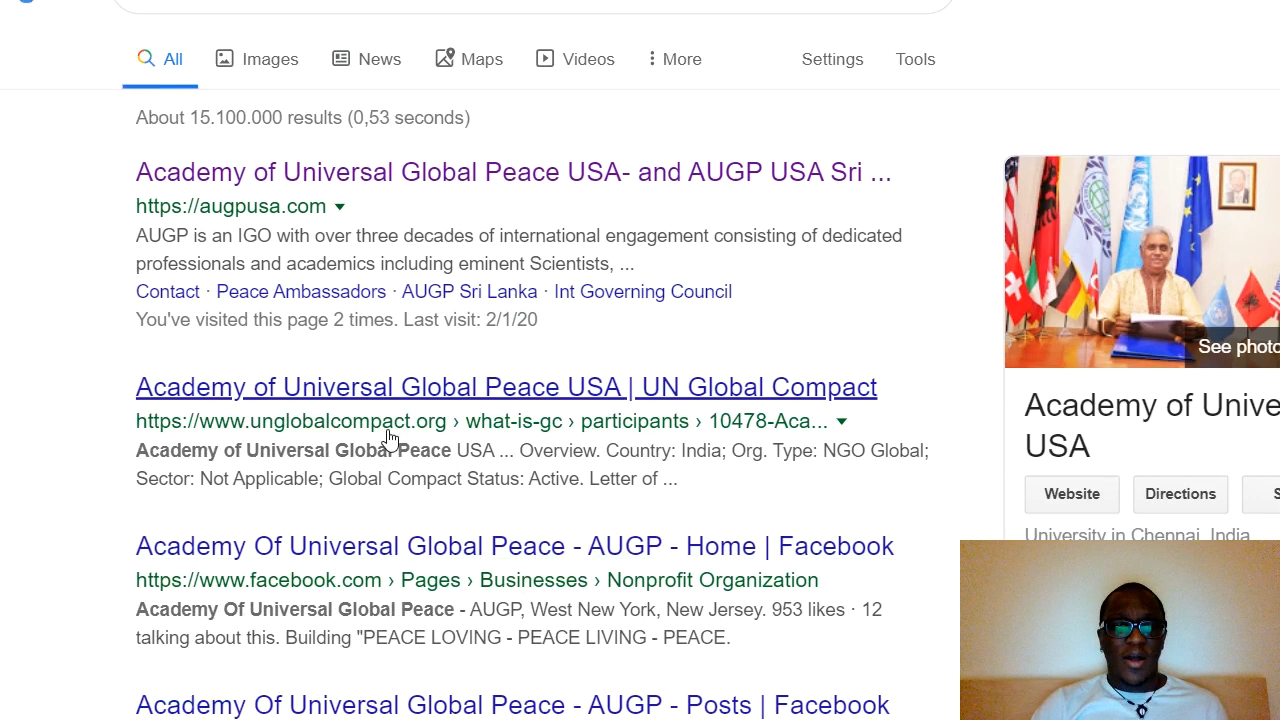 All
Images
News
Maps
Videos
More
Settings
Tools
About 15.100.000 results (0,53 seconds)
Academy of Universal Global Peace USA- and AUGP USA Sri ...
https://augpusa.com
AUGP is an IGO with over three decades of international engagement consisting of dedicated
professionals and academics including eminent Scientists, ...
Contact · Peace Ambassadors · AUGP Sri Lanka · Int Governing Council
You've visited this page 2 times. Last visit: 2/1/20
Academy of Universal Global Peace USA | UN Global Compact
https://www.unglobalcompact.org › what-is-gc › participants › 10478-Aca...
Academy of Universal Global Peace USA ... Overview. Country: India; Org. Type: NGO Global;
Sector: Not Applicable; Global Compact Status: Active. Letter of ...
Academy Of Universal Global Peace - AUGP - Home | Facebook
https://www.facebook.com › Pages › Businesses › Nonprofit Organization
Academy Of Universal Global Peace - AUGP, West New York, New Jersey. 953 likes · 12
talking about this. Building "PEACE LOVING - PEACE LIVING - PEACE.
Academy Of Universal Global Peace - AUGP - Posts | Facebook
See photo
Academy of Unive
USA
Website
Directions
S
University in Chennai, India